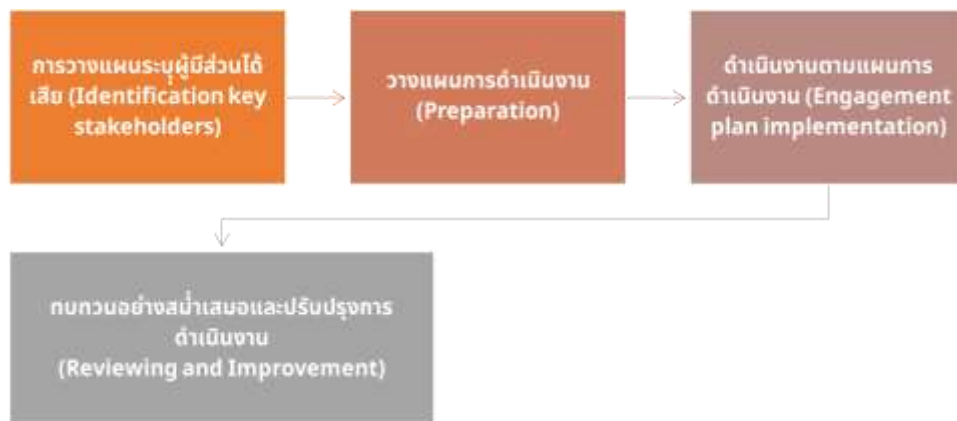 การวางแผนระบุผู้มีส่วนได้
เสีย (Identification key
stakeholders)
วางแผนการดำเนินงาน
(Preparation)
ดำเนินงานตามแผนการ
ดำเนินงาน (Engagement
plan implementation)
ทบทวนอย่างสม่ำเสมอและปรับปรุงการ
ดำเนินงาน
(Reviewing and Improvement)